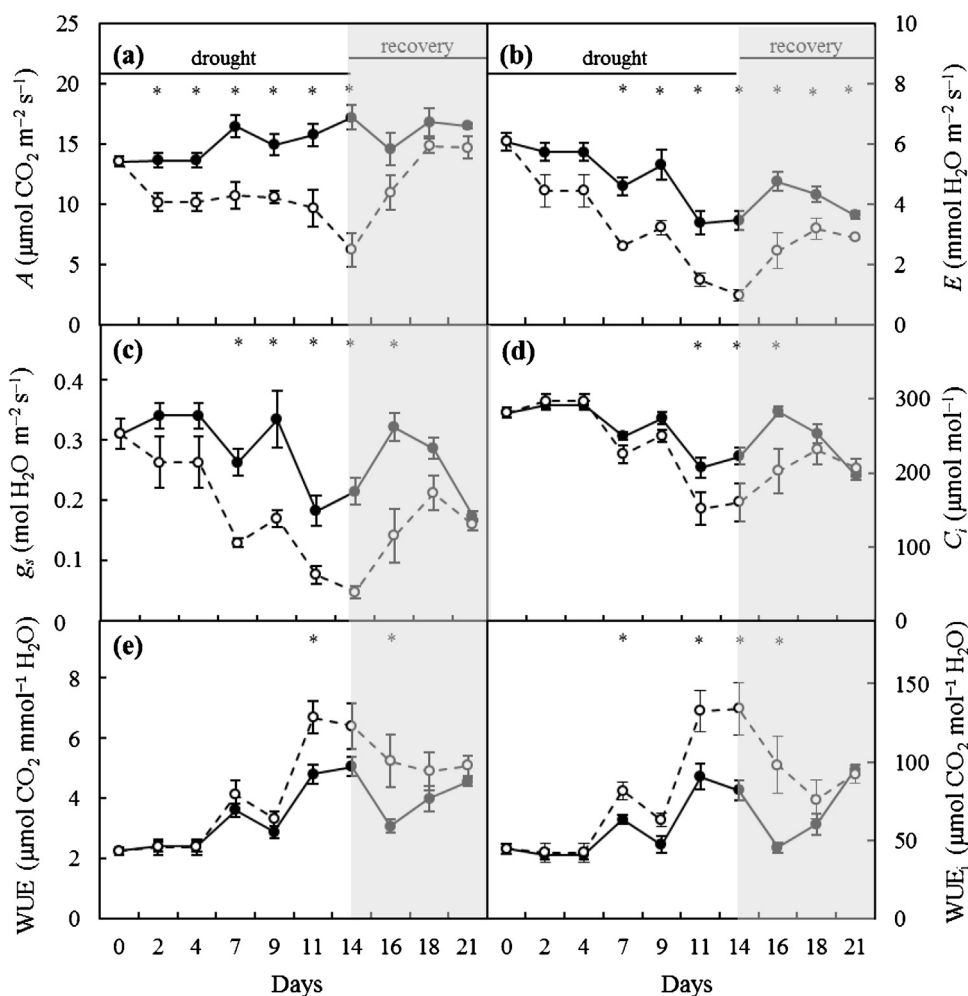 25
20
15
10
5
0
A (µmol CO₂ m⁻² s⁻¹)
(a)
drought
recovery
* * * * * *
(b)
drought
recovery
* * * * * * *
10
8
6
4
2
0
E (mmol H₂O m⁻² s⁻¹)
0.4
0.3
0.2
0.1
0
gₛ (mol H₂O m⁻² s⁻¹)
(c)
* * * * *
(d)
* * *
300
200
100
0
Cᵢ (µmol mol⁻¹)
8
6
4
2
0
WUE (µmol CO₂ mmol⁻¹ H₂O)
(e)
* *
* * * *
150
100
50
0
WUEᵢ (µmol CO₂ mol⁻¹ H₂O)
0 2 4 7 9 11 14 16 18 21
0 2 4 7 9 11 14 16 18 21
Days
Days